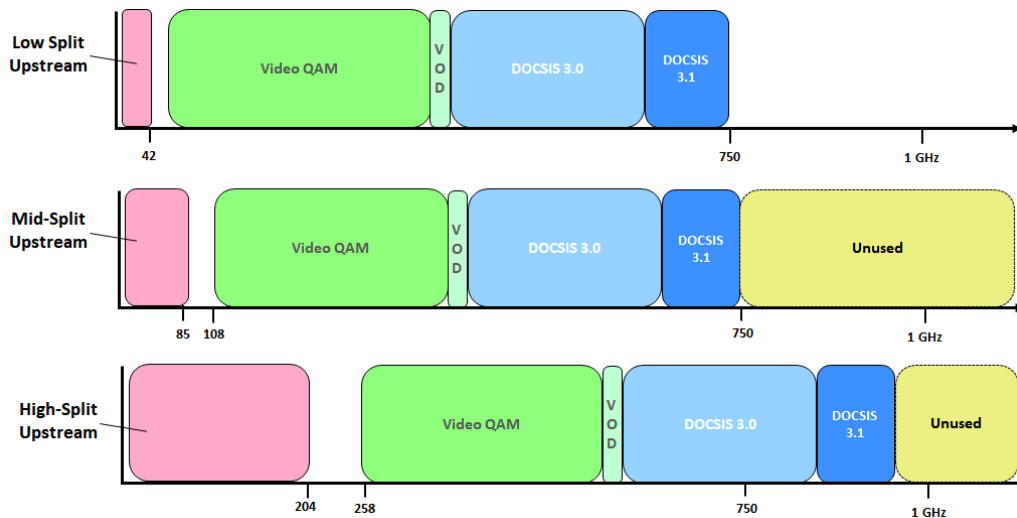 Low Split
Upstream
Video QAM
V
O
D
DOCSIS 3.0
DOCSIS
3.1
42
750
1 GHz
Mid-Split
Upstream
Video QAM
V
O
D
DOCSIS 3.0
DOCSIS
3.1
Unused
85
108
750
1 GHz
High-Split
Upstream
Video QAM
V
O
D
DOCSIS 3.0
DOCSIS
3.1
Unused
204
258
750
1 GHz